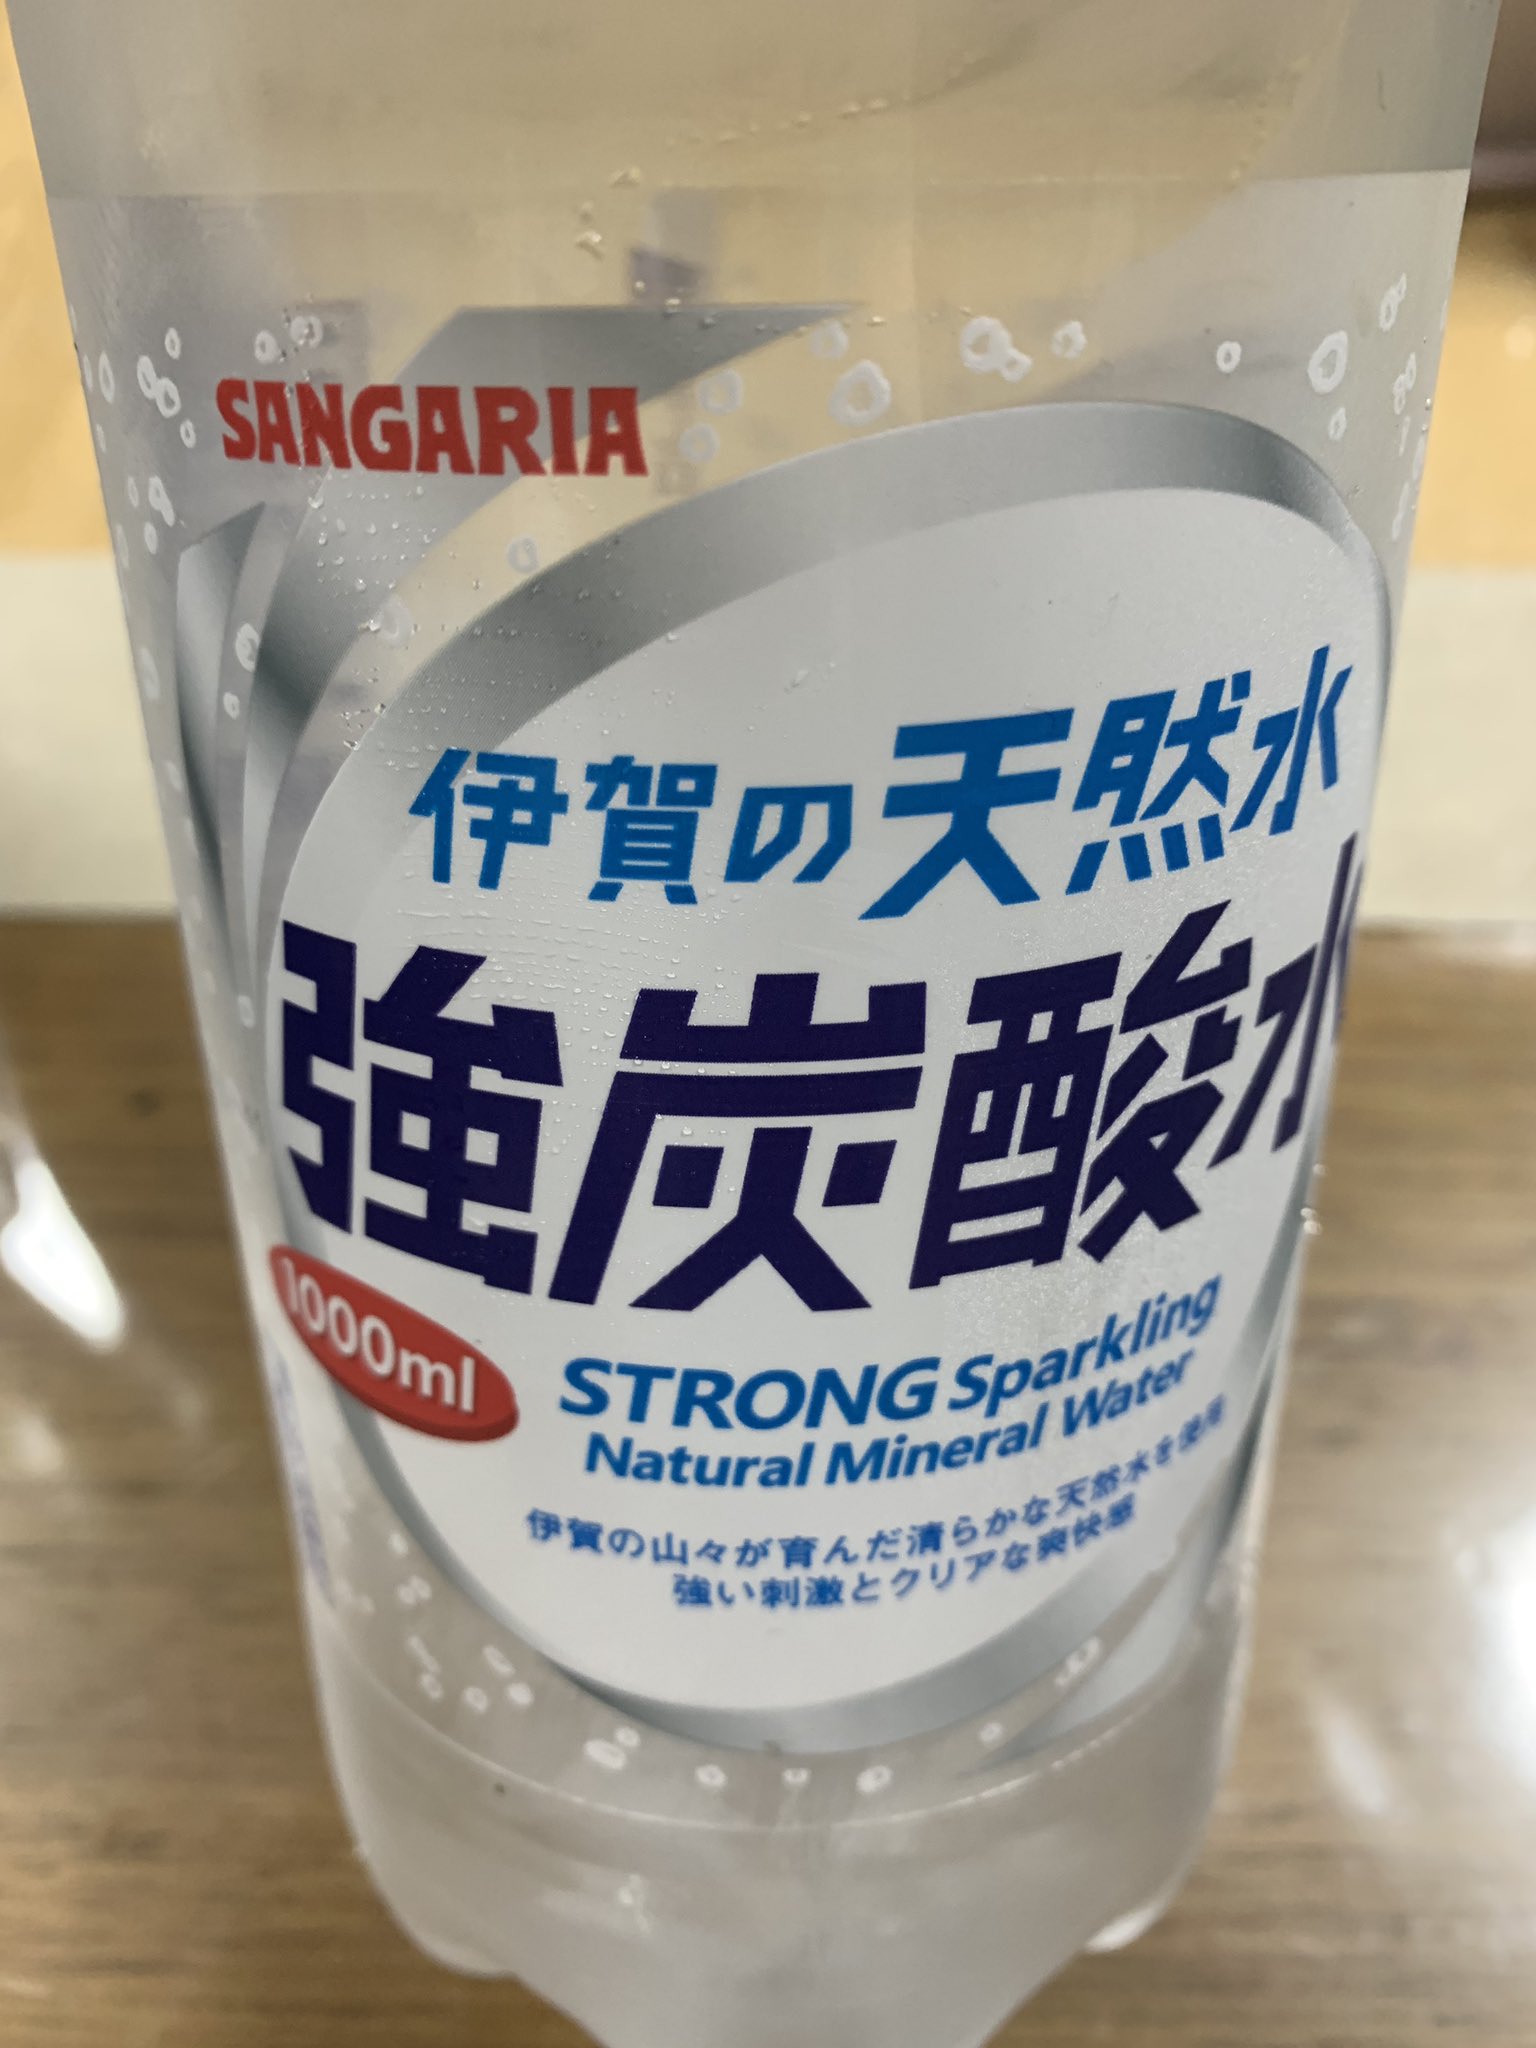 SANGARIA
伊賀の天然水
強炭酸水
1000ml
STRONG Sparkling
Natural Mineral Water
伊賀の山々が育んだ清らかな天然水を使用
強い刺激とクリアな爽快感